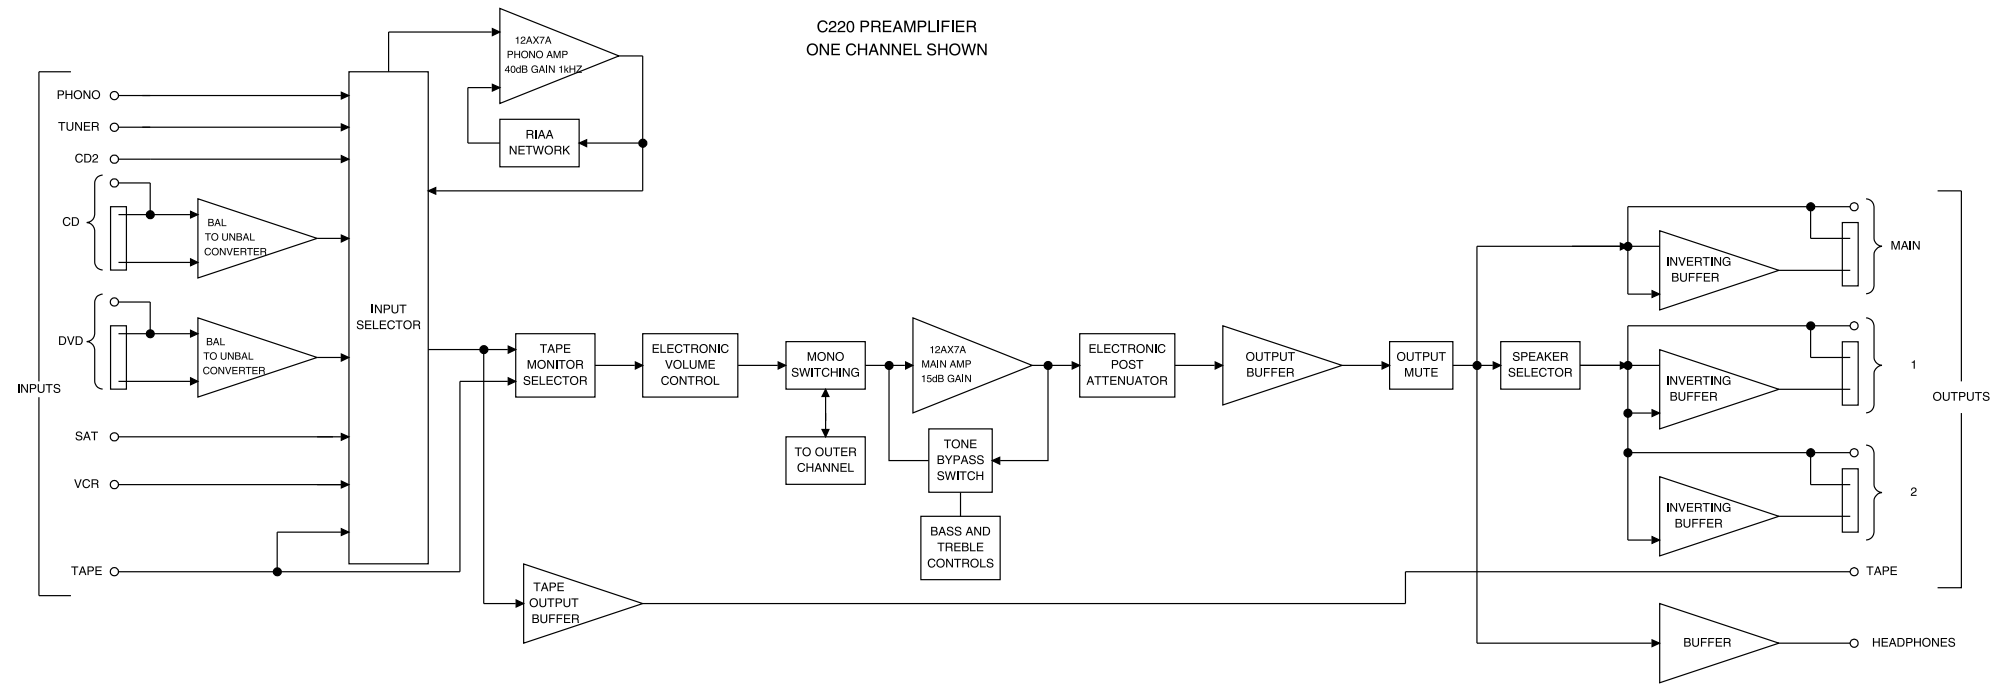 C220 PREAMPLIFIER
ONE CHANNEL SHOWN
12AX7A
PHONO AMP
40dB GAIN 1kHZ
RIAA
NETWORK
INPUTS
PHONO
TUNER
CD2
CD
BAL
TO UNBAL
CONVERTER
DVD
BAL
TO UNBAL
CONVERTER
SAT
VCR
TAPE
INPUT
SELECTOR
TAPE
MONITOR
SELECTOR
ELECTRONIC
VOLUME
CONTROL
MONO
SWITCHING
TO OUTER
CHANNEL
12AX7A
MAIN AMP
15dB GAIN
TONE
BYPASS
SWITCH
BASS AND
TREBLE
CONTROLS
ELECTRONIC
POST
ATTENUATOR
OUTPUT
BUFFER
OUTPUT
MUTE
SPEAKER
SELECTOR
INVERTING
BUFFER
MAIN
INVERTING
BUFFER
1
INVERTING
BUFFER
2
OUTPUTS
TAPE
OUTPUT
BUFFER
TAPE
BUFFER
HEADPHONES